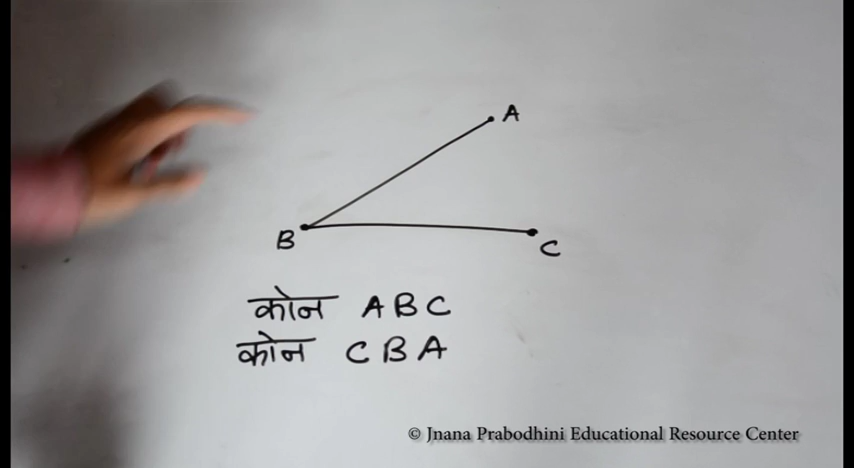 A
B
C
कोन ABC
कोन CBA
© Jnana Prabodhini Educational Resource Center